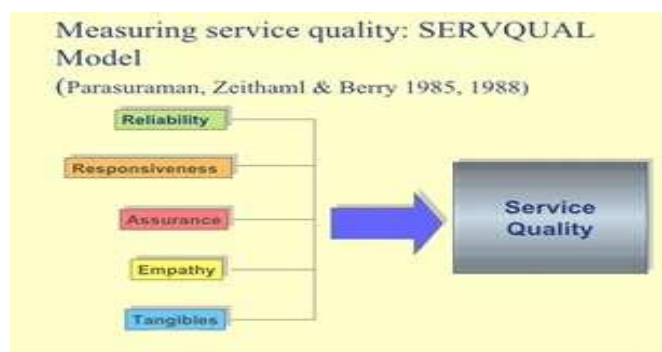 Measuring service quality: SERVQUAL
Model
(Parasuraman, Zeithaml & Berry 1985, 1988)
Reliability
Responsiveness
Assurance
Empathy
Tangibles
Service
Quality